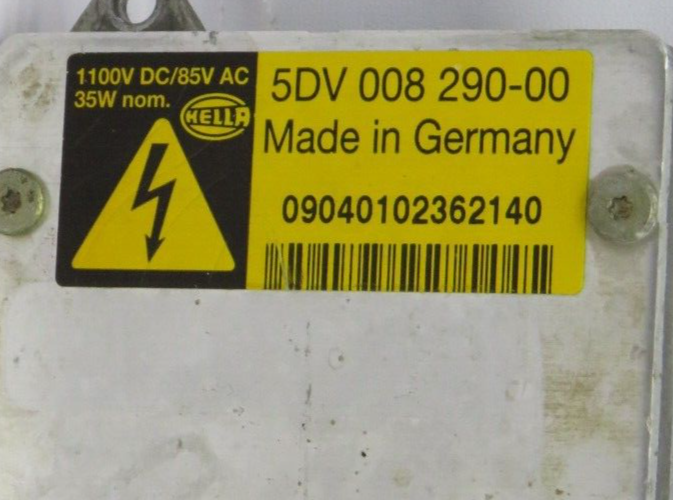 1100V DC/85V AC
35W nom.
HELLA
5DV 008 290-00
Made in Germany
09040102362140